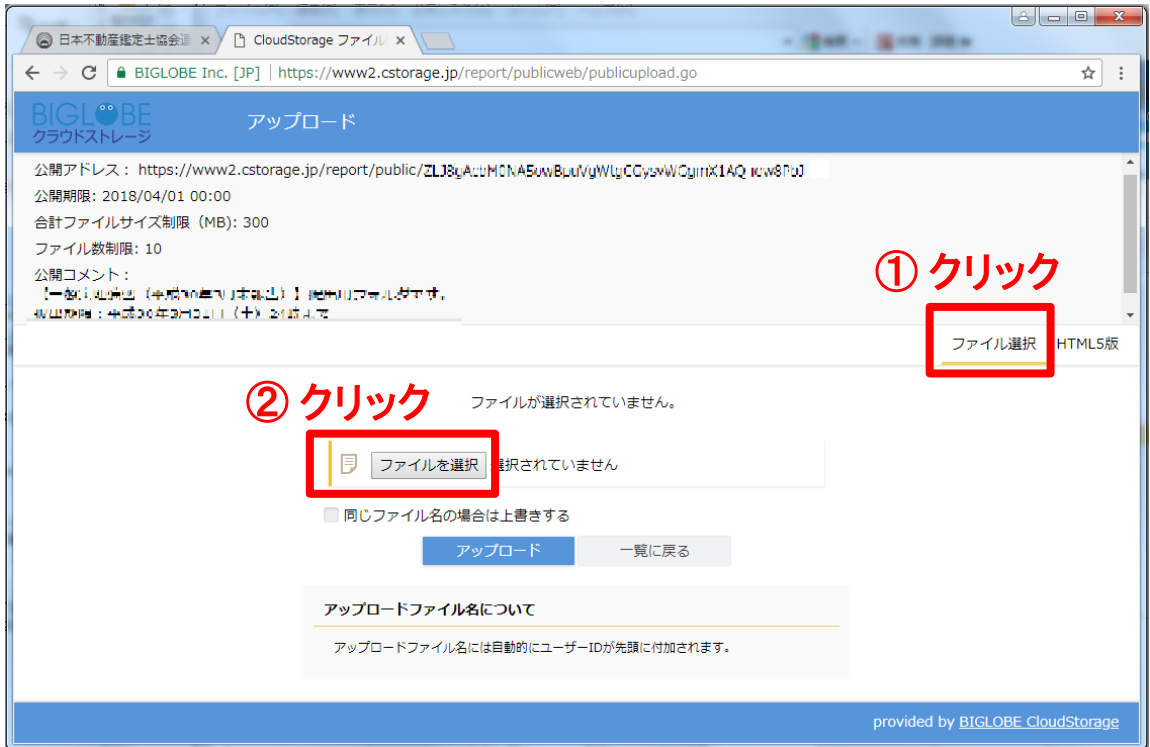 日本不動産鑑定士協会連
CloudStorage ファイル
BIGLOBE Inc. [JP] | https://www2.cstorage.jp/report/publicweb/publicupload.go
BIGLOBE
クラウドストレージ
アップロード
公開アドレス： https://www2.cstorage.jp/report/public/
公開期限: 2018/04/01 00:00
合計ファイルサイズ制限（MB): 300
ファイル数制限: 10
公開コメント：
① クリック
ファイル選択
HTML5版
② クリック
ファイルが選択されていません。
ファイルを選択 選択されていません
同じファイル名の場合は上書きする
アップロード
一覧に戻る
アップロードファイル名について
アップロードファイル名には自動的にユーザーIDが先頭に付加されます。
provided by BIGLOBE CloudStorage